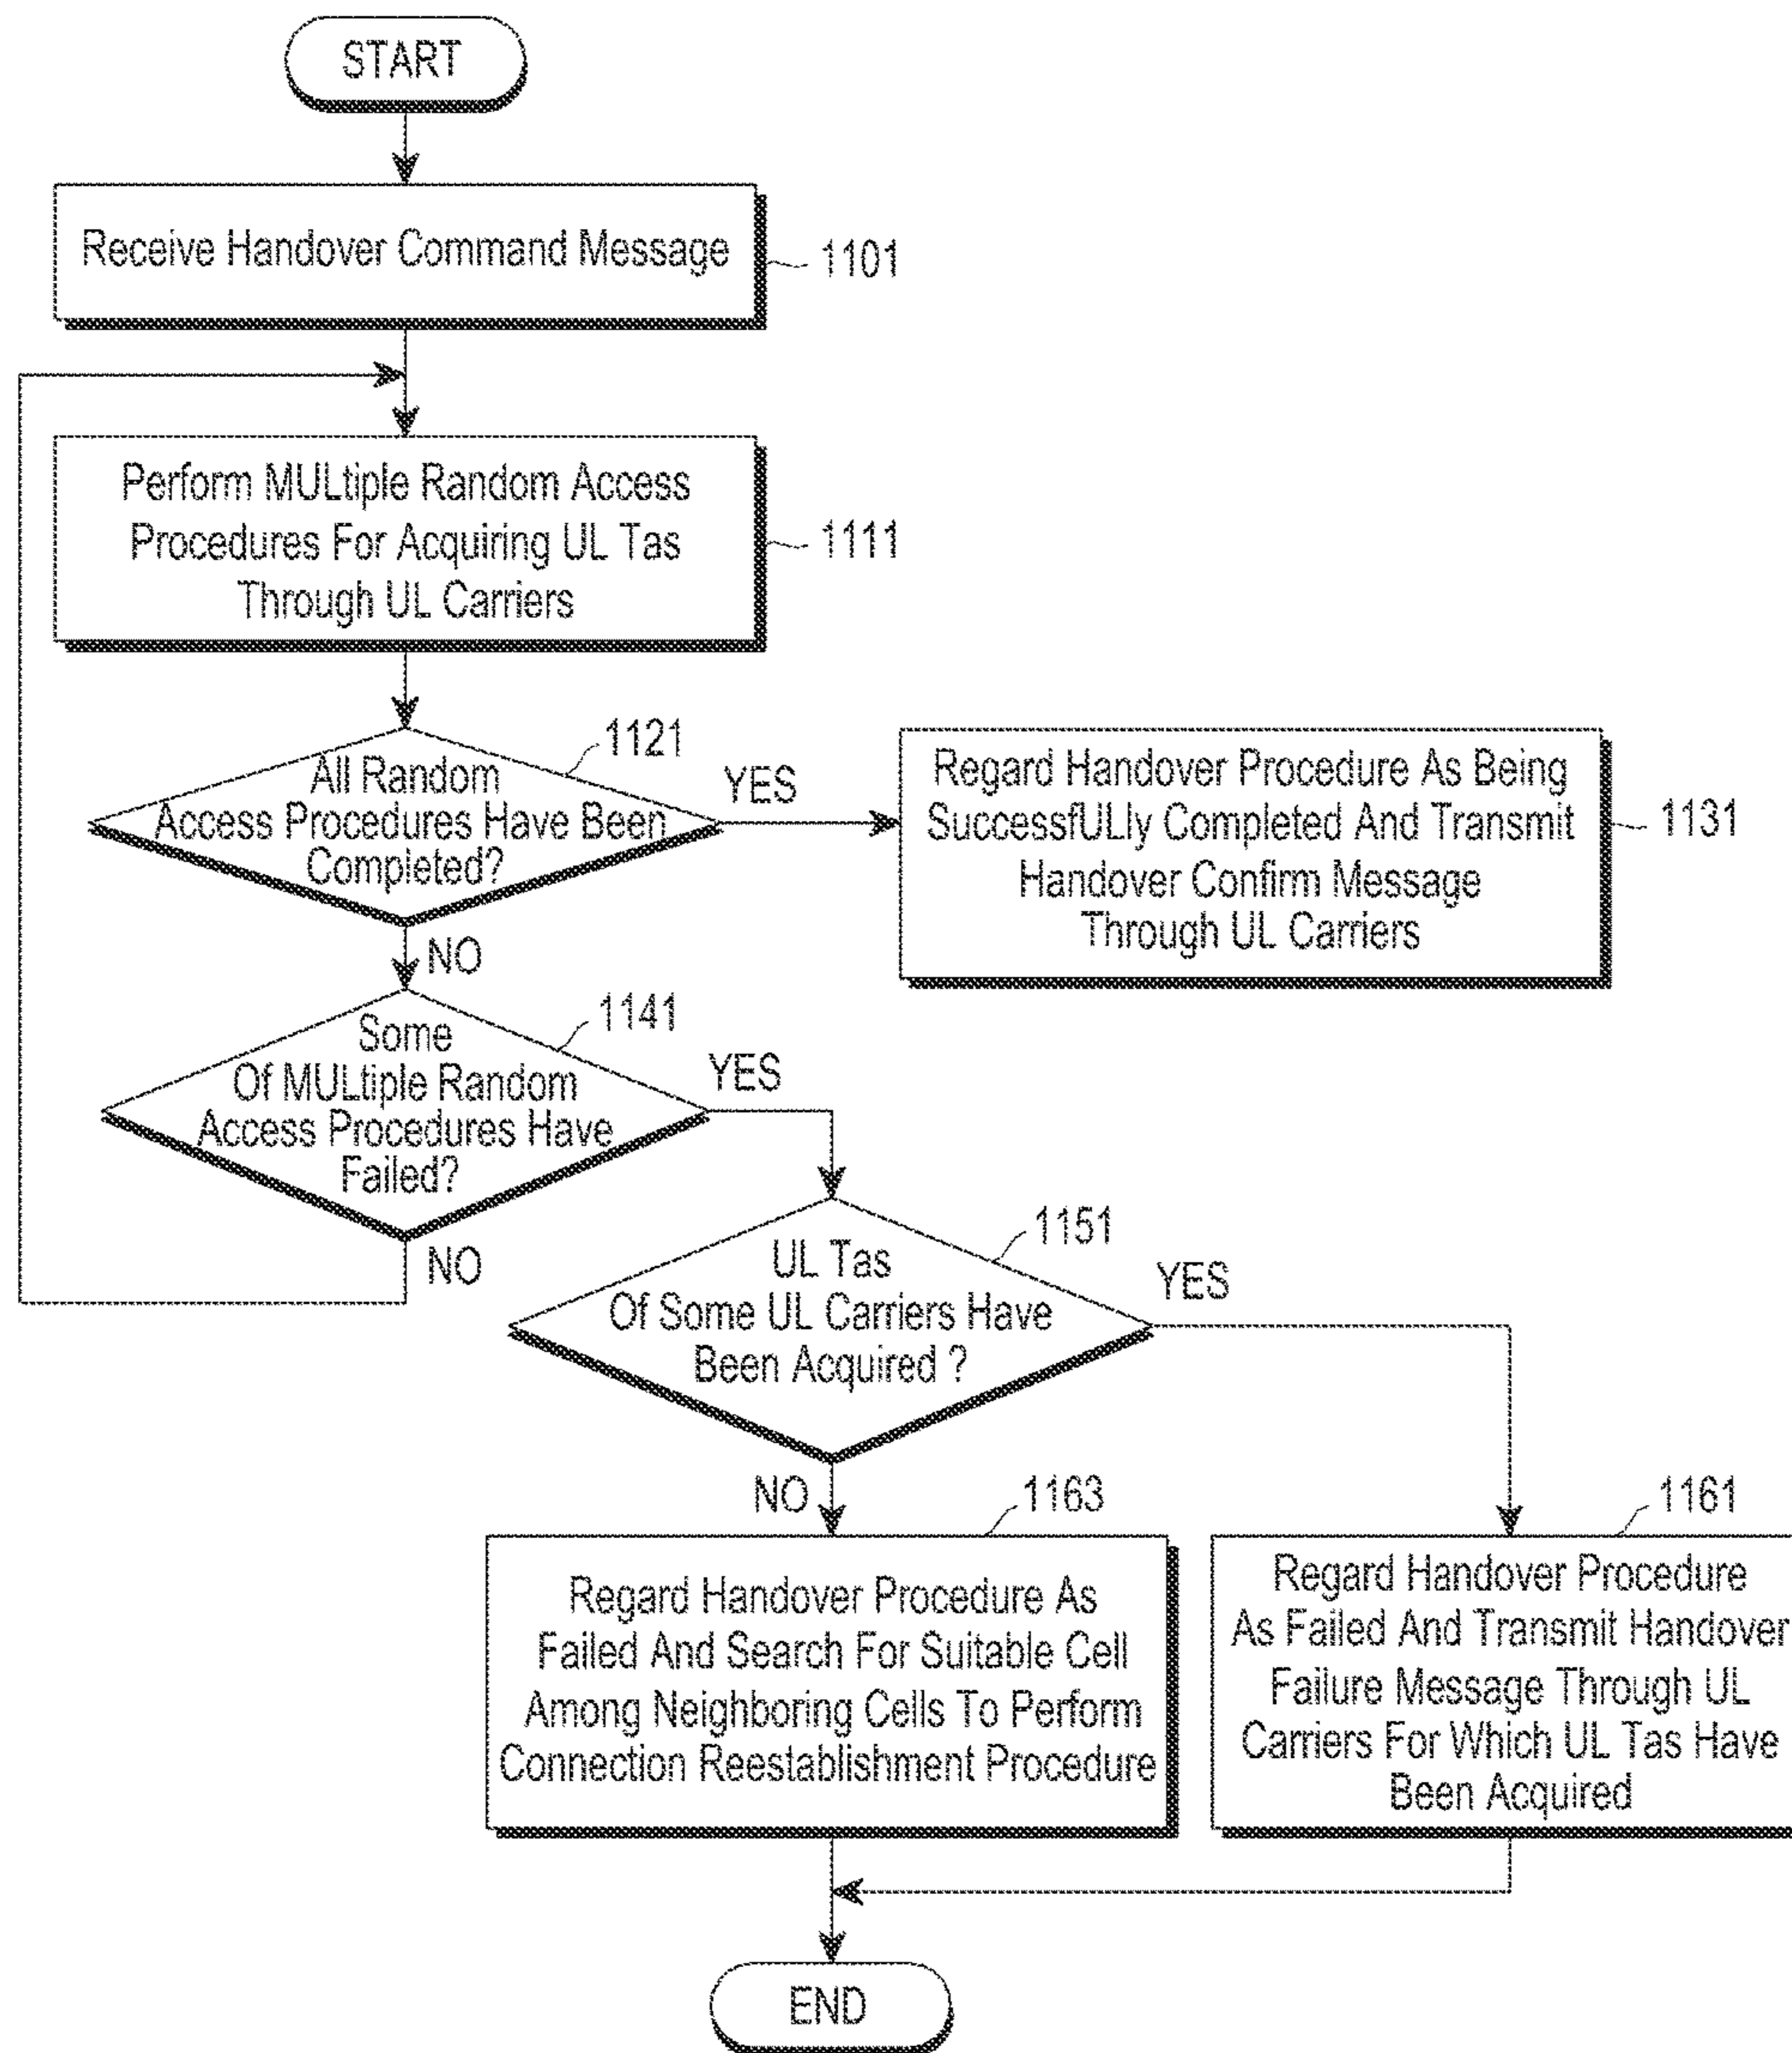 START
Receive Handover Command Message
1101
Perform MULtiple Random Access
Procedures For Acquiring UL Tas
Through UL Carriers
1111
1121
All Random
Access Procedures Have Been
Completed?
YES
Regard Handover Procedure As Being
SuccessfULly Completed And Transmit
Handover Confirm Message
Through UL Carriers
1131
NO
1141
Some
Of MULtiple Random
Access Procedures Have
Failed?
YES
NO
1151
UL Tas
Of Some UL Carriers Have
Been Acquired ?
YES
NO
1163
Regard Handover Procedure As
Failed And Search For Suitable Cell
Among Neighboring Cells To Perform
Connection Reestablishment Procedure
1161
Regard Handover Procedure
As Failed And Transmit Handover
Failure Message Through UL
Carriers For Which UL Tas Have
Been Acquired
END